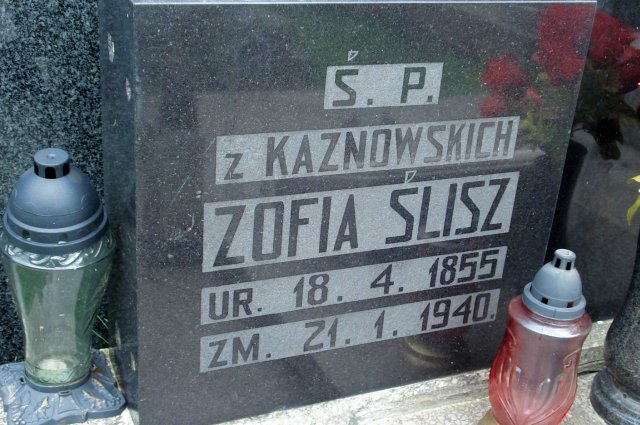 Ś. P.
z KAZNOWSKICH
ZOFIA ŚLISZ
UR. 18. 4. 1855
ZM. 21. 1. 1940.